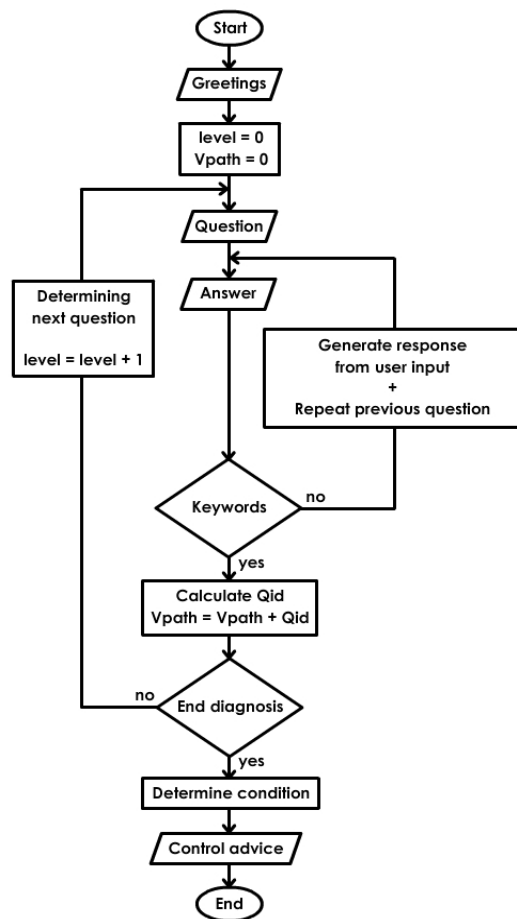 Start
Greetings
level = 0
Vpath = 0
Question
Answer
Determining
next question
level = level + 1
Generate response
from user input
+
Repeat previous question
Keywords
no
yes
Calculate Qid
Vpath = Vpath + Qid
End diagnosis
no
yes
Determine condition
Control advice
End